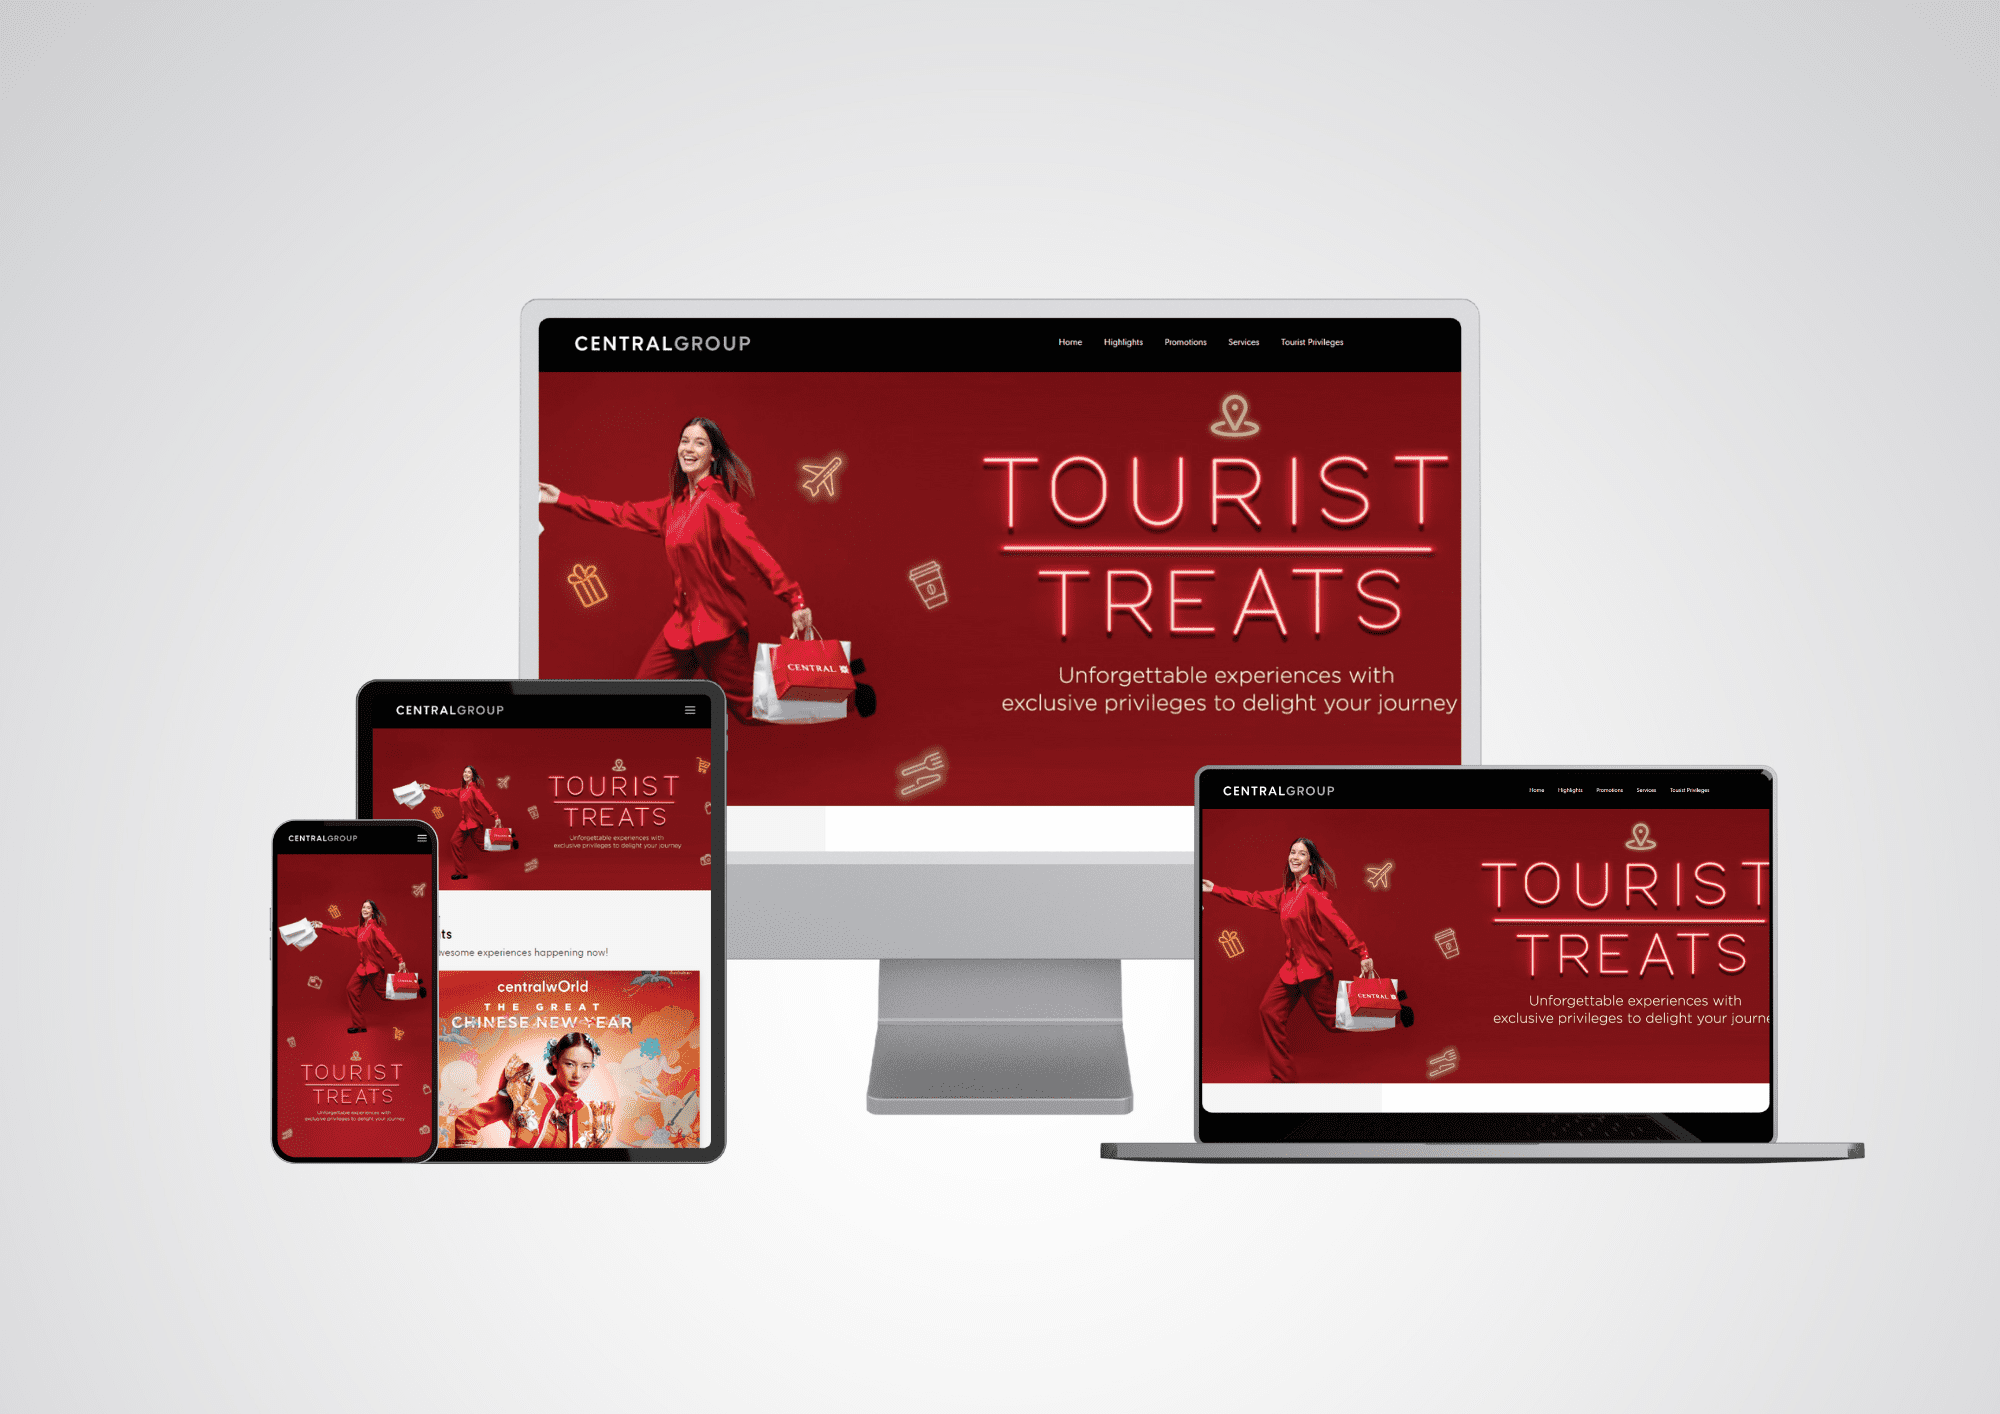 CENTRALGROUP
Home Highlights Promotions Services Tourist Privileges
TOURIST
TREATS
Unforgettable experiences with
exclusive privileges to delight your journey
CENTRAL
CENTRALGROUP
TOURIST
TREATS
Unforgettable experiences with
exclusive privileges to delight your journey
ts
wesome experiences happening now!
centralwOrld
THE GREAT
CHINESE NEW YEAR
CENTRALGROUP
TOURIST
TREATS
Unforgettable experiences with
exclusive privileges to delight your journey
CENTRALGROUP
Home Highlights Promotions Services Tourist Privileges
TOURIST
TREATS
Unforgettable experiences with
exclusive privileges to delight your journe
CENTRAL